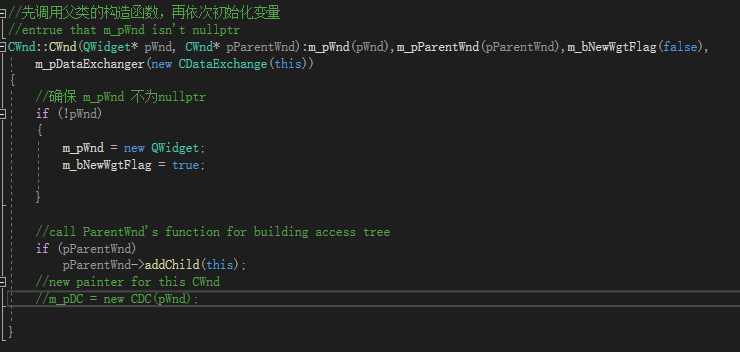 //先调用父类的构造函数，再依次初始化变量
//entrue that m_pWnd isn't nullptr
CWnd::CWnd(QWidget* pWnd, CWnd* pParentWnd):m_pWnd(pWnd),m_pParentWnd(pParentWnd),m_bNewWgtFlag(false),
m_pDataExchanger(new CDataExchange(this))
{
//确保 m_pWnd 不为nullptr
if (!pWnd)
{
m_pWnd = new QWidget;
m_bNewWgtFlag = true;
}
//call ParentWnd's function for building access tree
if (pParentWnd)
pParentWnd->addChild(this);
//new painter for this CWnd
//m_pDC = new CDC(pWnd);
}